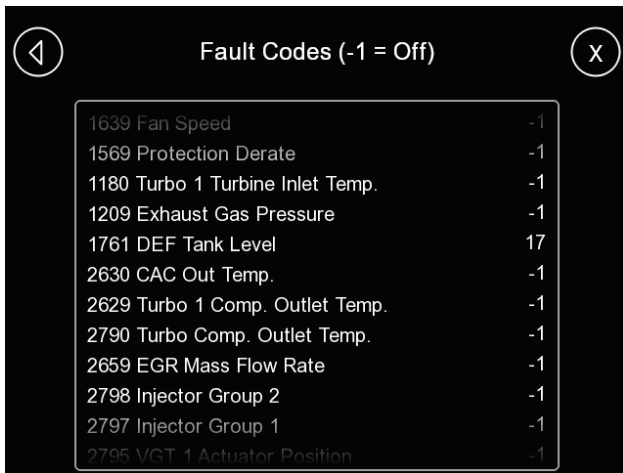 Fault Codes (-1 = Off)
X
1639 Fan Speed -1
1569 Protection Derate -1
1180 Turbo 1 Turbine Inlet Temp. -1
1209 Exhaust Gas Pressure -1
1761 DEF Tank Level 17
2630 CAC Out Temp. -1
2629 Turbo 1 Comp. Outlet Temp. -1
2790 Turbo Comp. Outlet Temp. -1
2659 EGR Mass Flow Rate -1
2798 Injector Group 2 -1
2797 Injector Group 1 -1
2795 VGT 1 Actuator Position -1